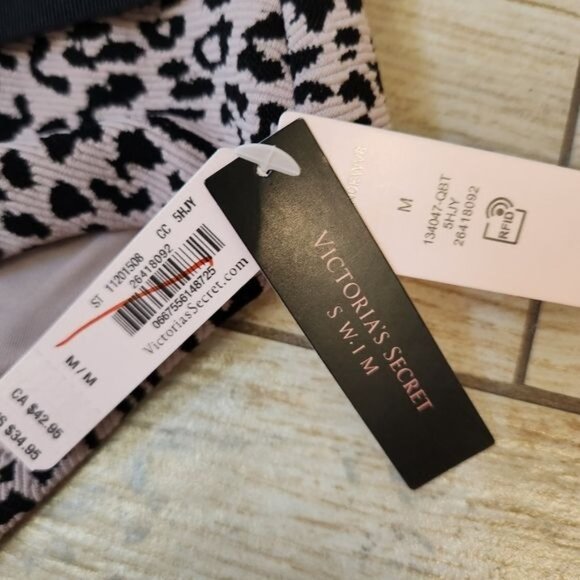 ST 11201508 CC 5HJY
26418092
0667556148725
VictoriasSecret.com
M / M
CA $42.95
$34.95
VICTORIA'S SECRET
SWIM
M
134047-QBT
5HJY
26418092
RFID